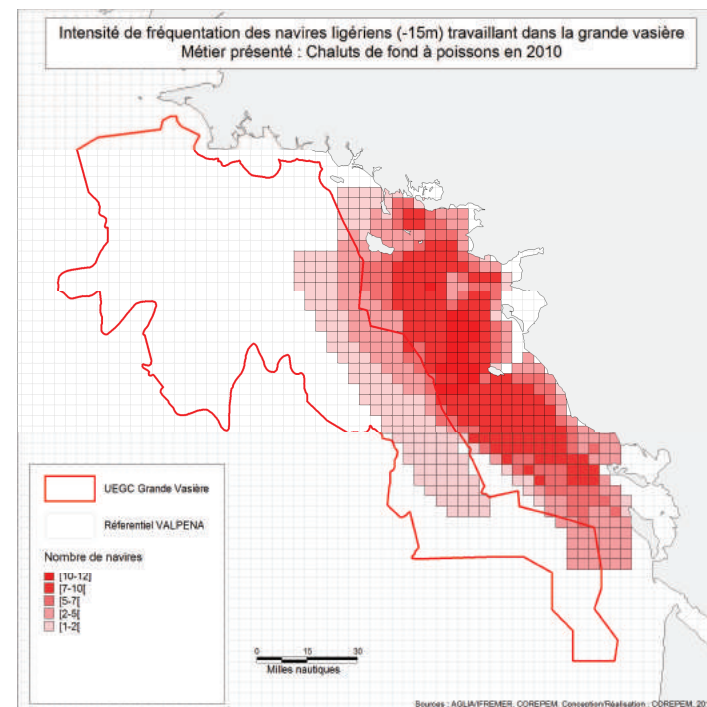 Intensité de fréquentation des navires ligériens (-15m) travaillant dans la grande vasière
Métier présenté : Chaluts de fond à poissons en 2010
UEGC Grande Vasière
Réferentiel VALPENA
Nombre de navires
[10-12]
[7-10[
[5-7[
[2-5[
[1-2[
0 15 30
Milles nautiques
Sources : AGLIA/IFREMER, COREPEM. Conception/Réalisation : COREPEM, 201